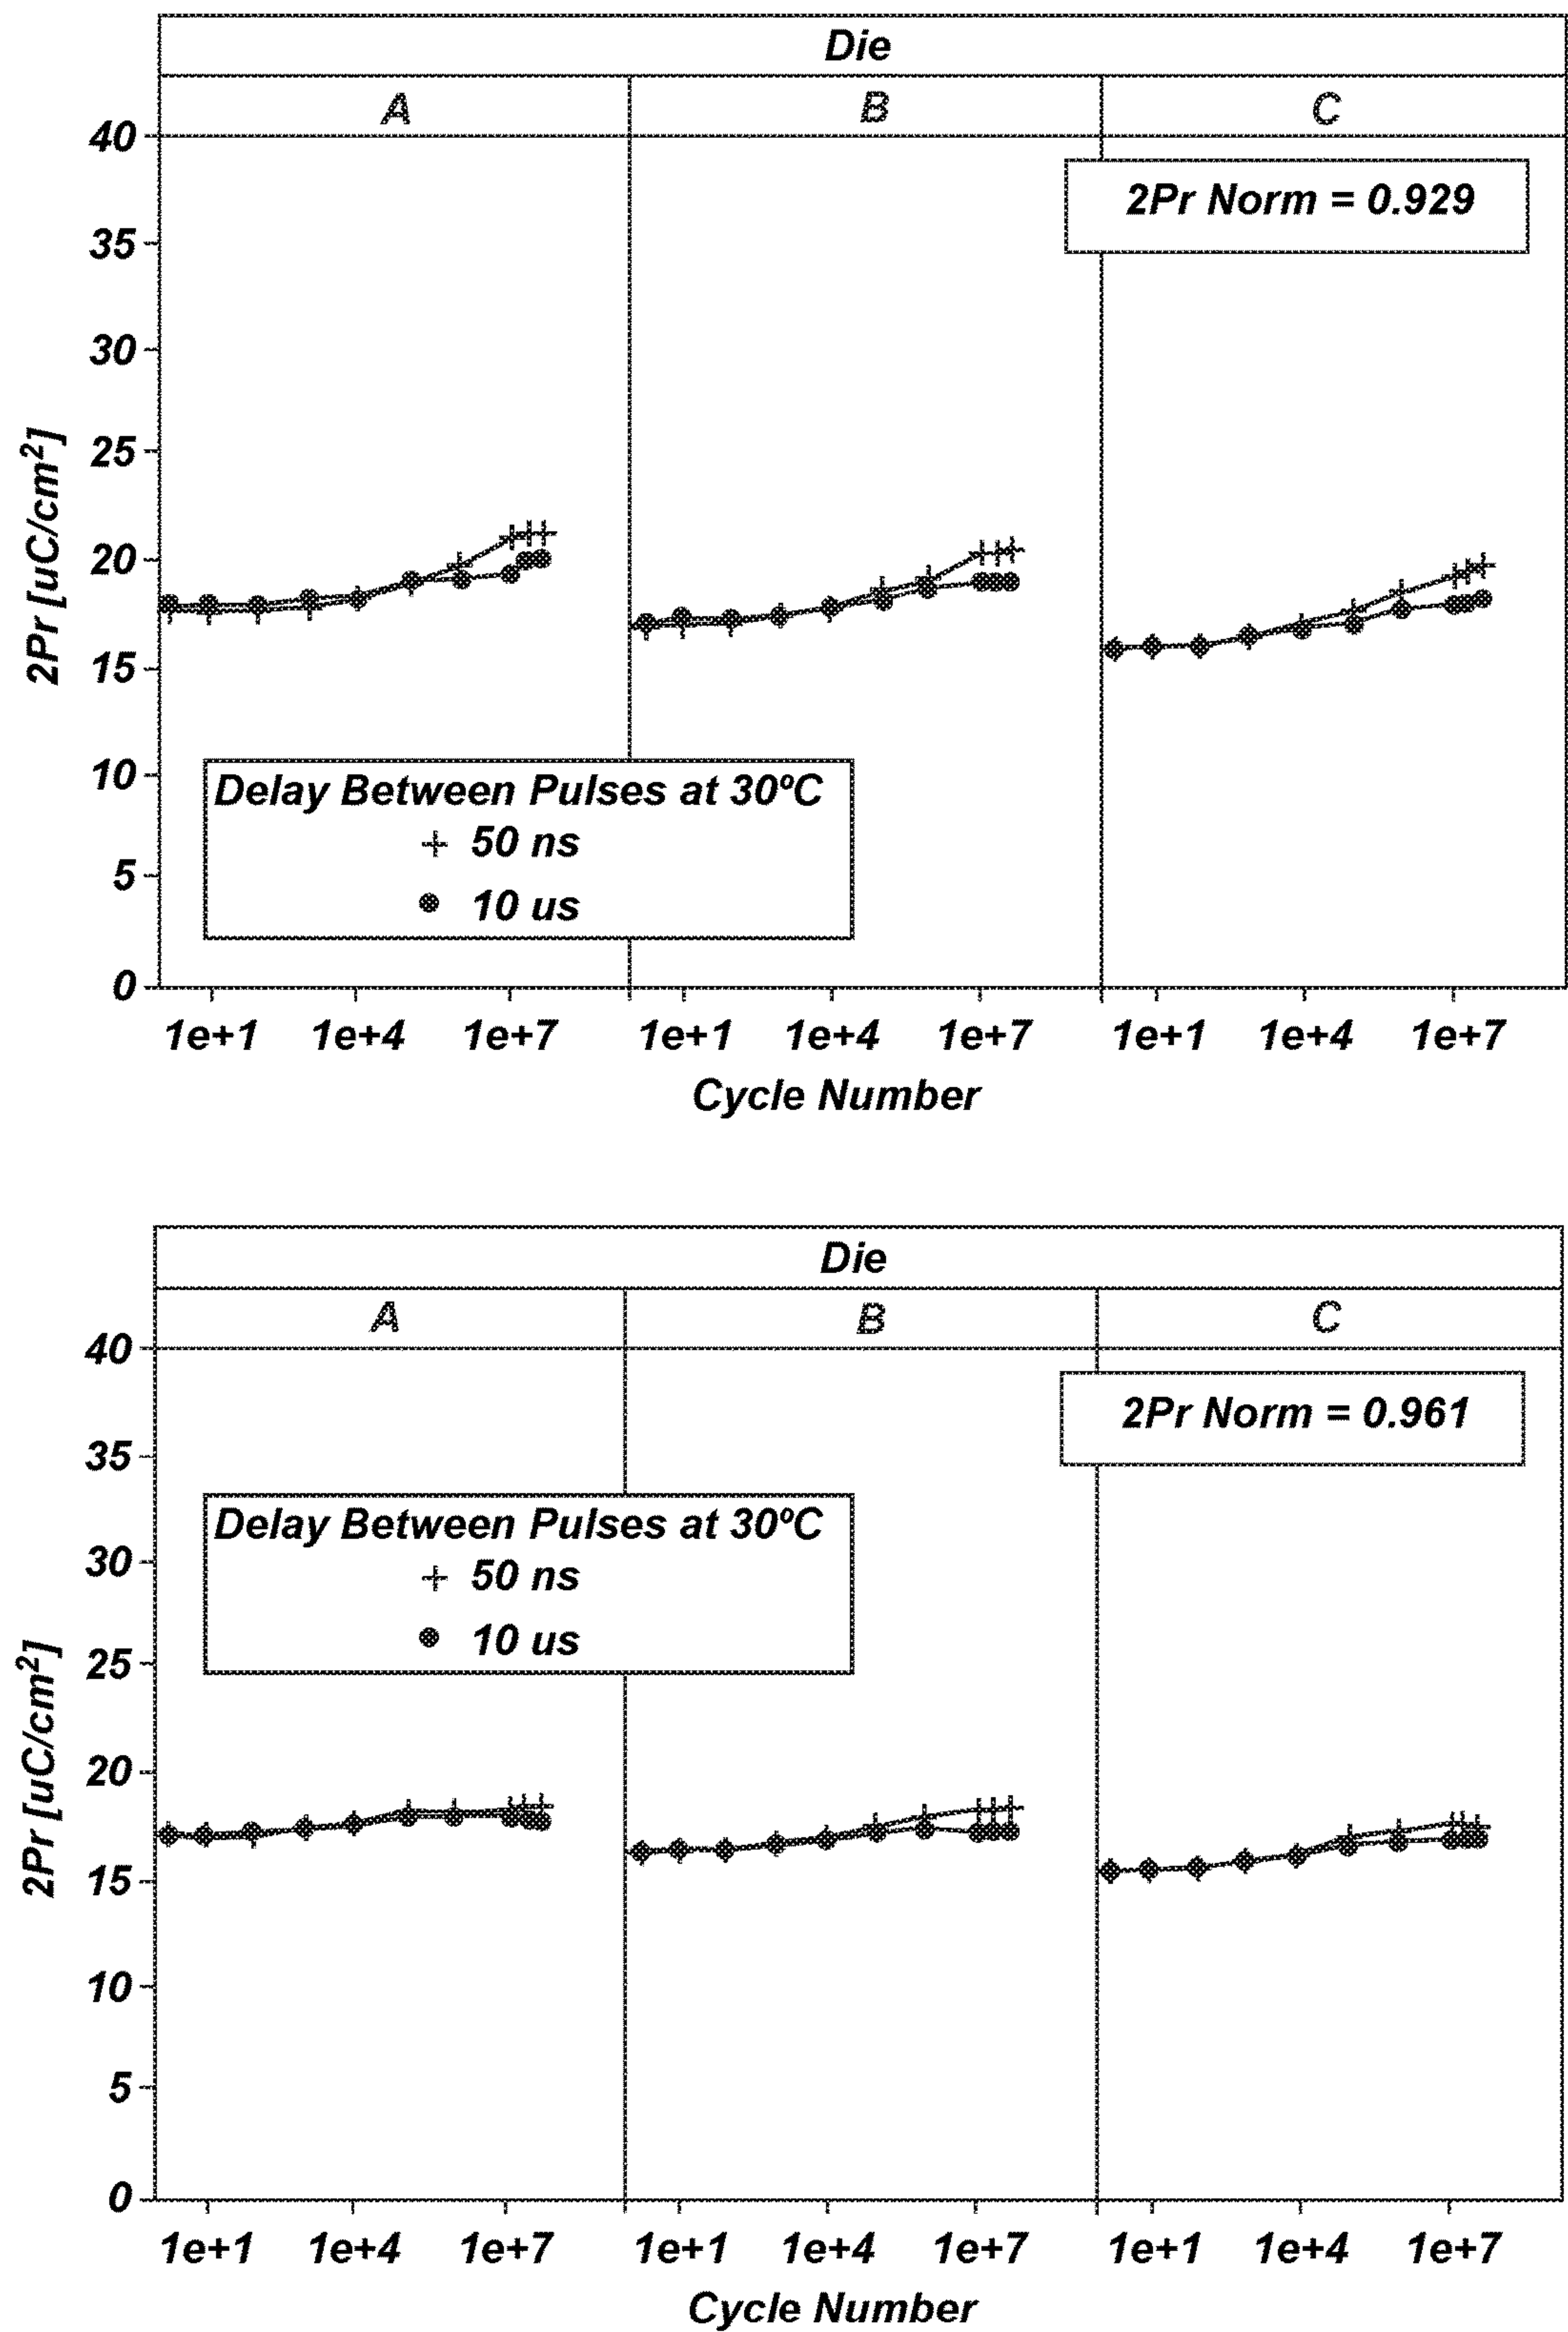 Die
A B C
2Pr Norm = 0.929
40
35
30
25
20
15
10
5
0
2Pr [uC/cm²]
Delay Between Pulses at 30ºC
50 ns
10 us
1e+1 1e+4 1e+7 1e+1 1e+4 1e+7 1e+1 1e+4 1e+7
Cycle Number
Die
A B C
2Pr Norm = 0.961
40
35
30
25
20
15
10
5
0
2Pr [uC/cm²]
Delay Between Pulses at 30ºC
50 ns
10 us
1e+1 1e+4 1e+7 1e+1 1e+4 1e+7 1e+1 1e+4 1e+7
Cycle Number